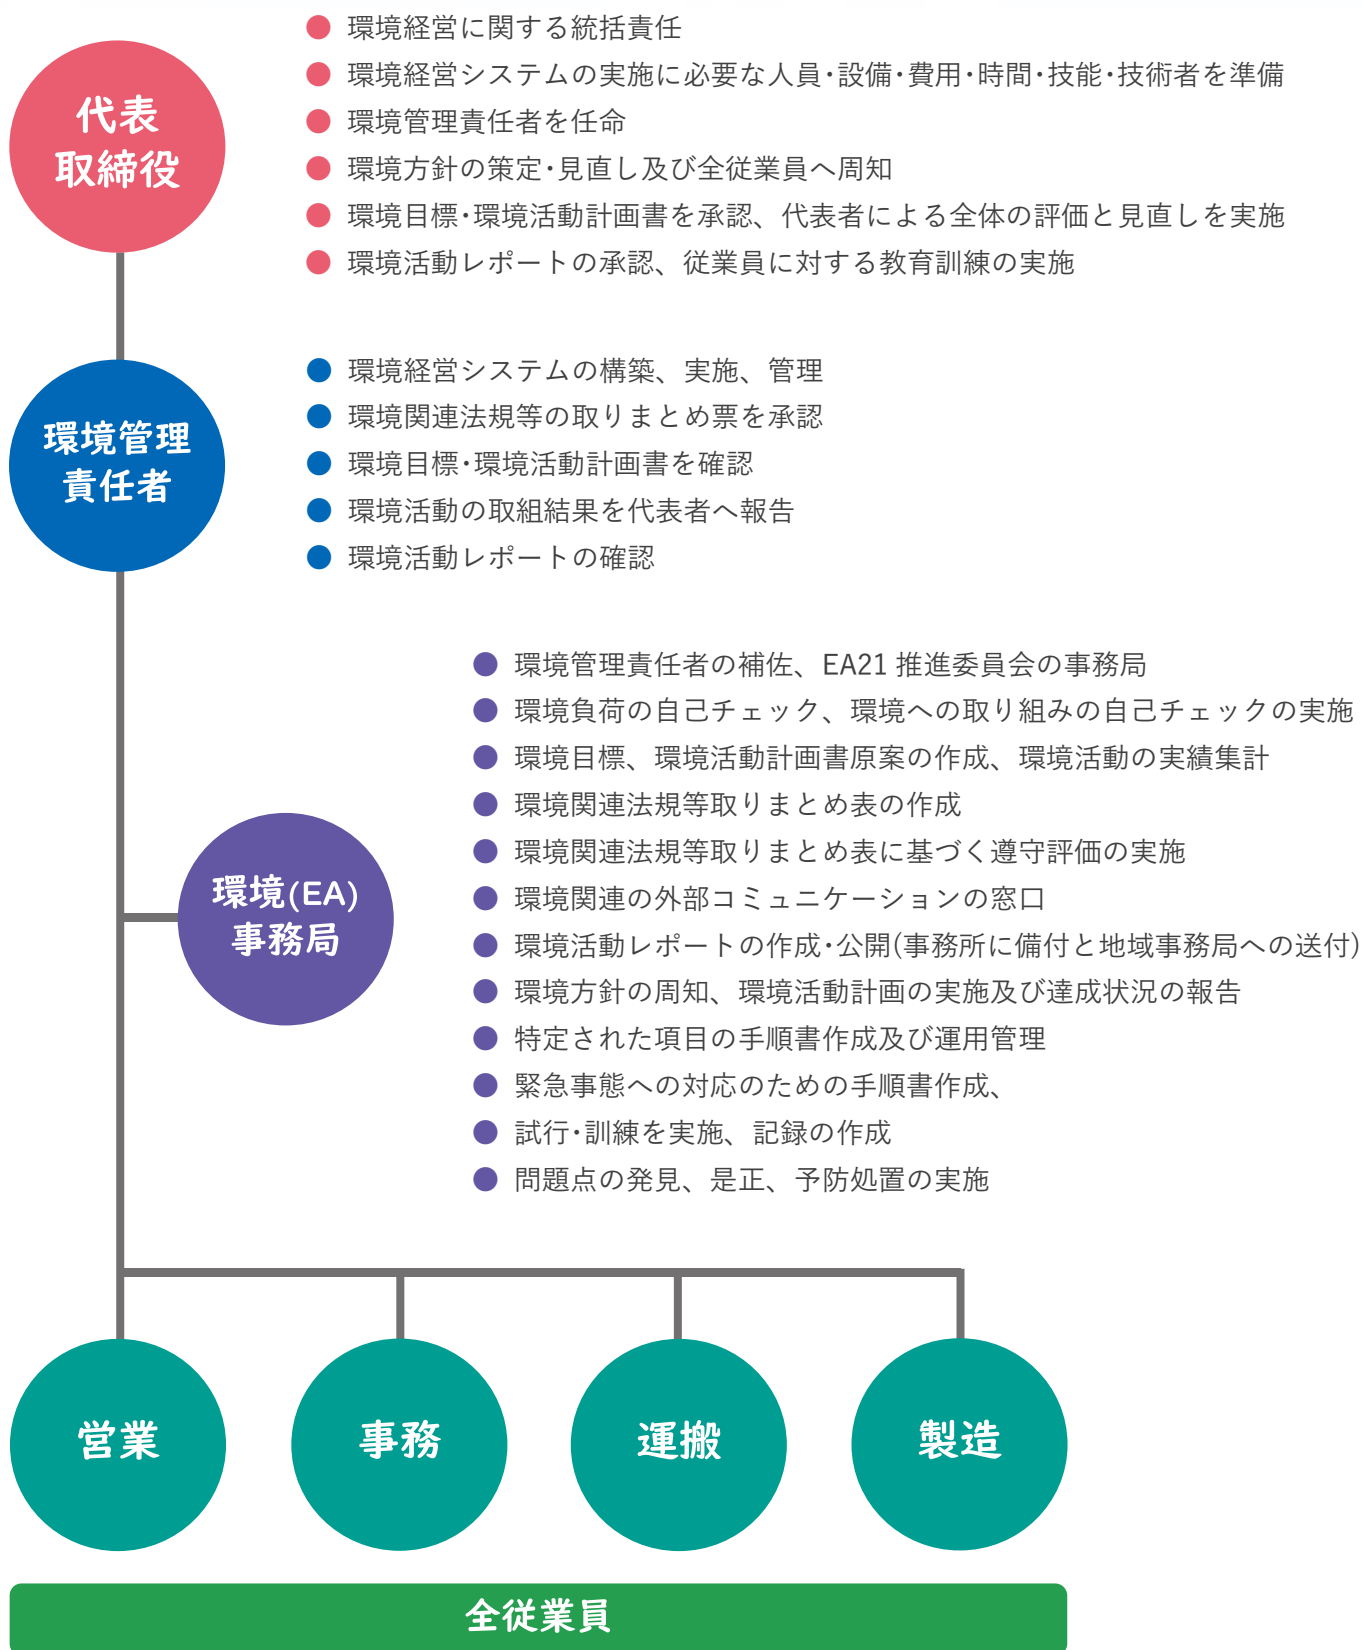 代表
取締役
環境経営に関する統括責任
環境経営システムの実施に必要な人員・設備・費用・時間・技能・技術者を準備
環境管理責任者を任命
環境方針の策定・見直し及び全従業員へ周知
環境目標・環境活動計画書を承認、代表者による全体の評価と見直しを実施
環境活動レポートの承認、従業員に対する教育訓練の実施
環境管理
責任者
環境経営システムの構築、実施、管理
環境関連法規等の取りまとめ票を承認
環境目標・環境活動計画書を確認
環境活動の取組結果を代表者へ報告
環境活動レポートの確認
環境(EA)
事務局
環境管理責任者の補佐、EA21 推進委員会の事務局
環境負荷の自己チェック、環境への取り組みの自己チェックの実施
環境目標、環境活動計画書原案の作成、環境活動の実績集計
環境関連法規等取りまとめ表の作成
環境関連法規等取りまとめ表に基づく遵守評価の実施
環境関連の外部コミュニケーションの窓口
環境活動レポートの作成・公開(事務所に備付と地域事務局への送付)
環境方針の周知、環境活動計画の実施及び達成状況の報告
特定された項目の手順書作成及び運用管理
緊急事態への対応のための手順書作成、
試行・訓練を実施、記録の作成
問題点の発見、是正、予防処置の実施
営業
事務
運搬
製造
全従業員